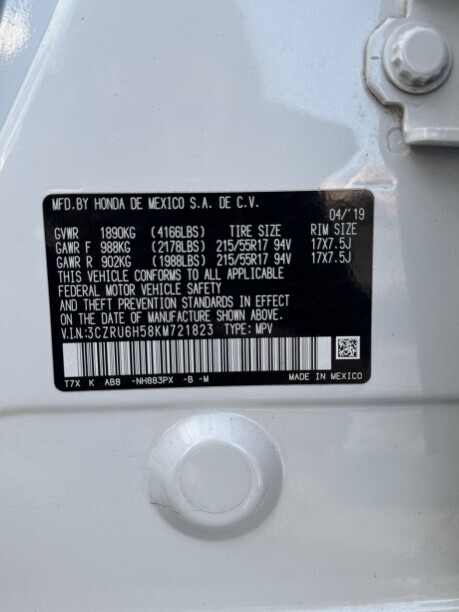 MFD.BY HONDA DE MEXICO S.A. DE C.V.
04/'19
GVWR 1890KG (4166LBS) TIRE SIZE RIM SIZE
GAWR F 988KG (2178LBS) 215/55R17 94V 17X7.5J
GAWR R 902KG (1988LBS) 215/55R17 94V 17X7.5J
THIS VEHICLE CONFORMS TO ALL APPLICABLE
FEDERAL MOTOR VEHICLE SAFETY
AND THEFT PREVENTION STANDARDS IN EFFECT
ON THE DATE OF MANUFACTURE SHOWN ABOVE.
V.I.N.:3CZRU6H58KM721823 TYPE: MPV
T7X K AB8 -NH883PX -B -M MADE IN MEXICO